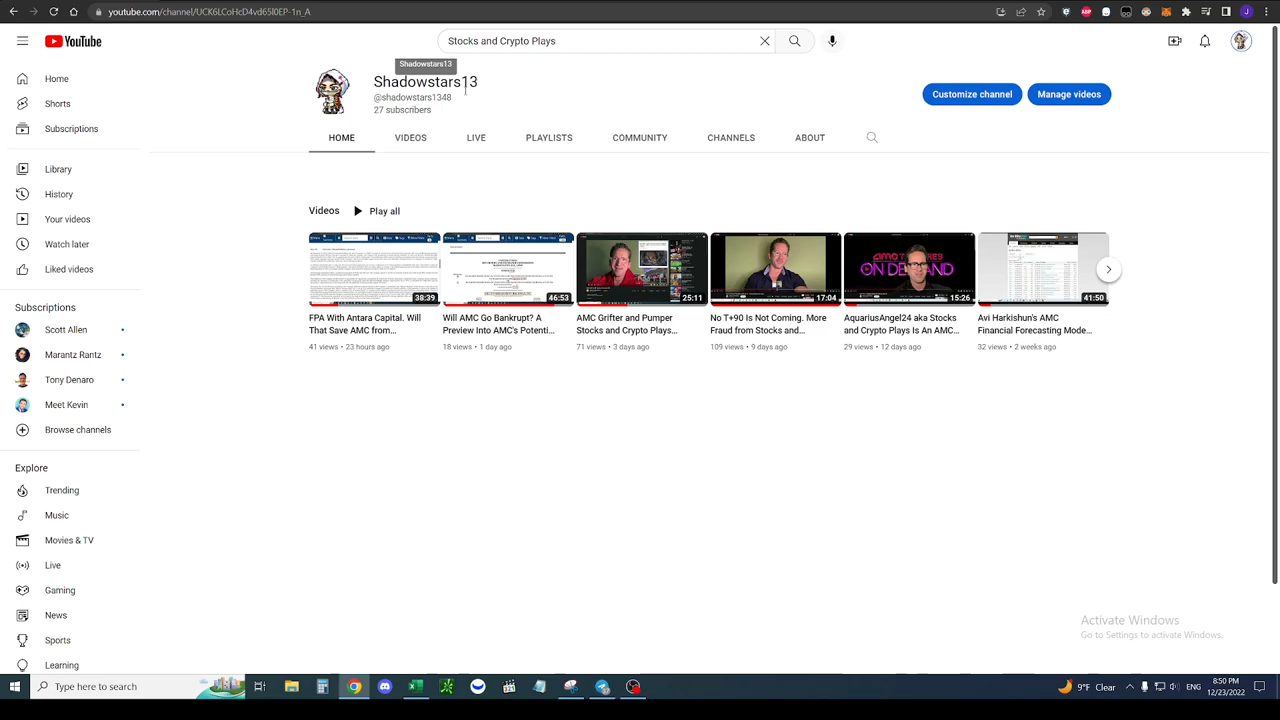 youtube.com/channel/UCK6LCoHcD4vd65l0EP-1n_A
YouTube
Stocks and Crypto Plays
Shadowstars13
Shadowstars13
@shadowstars1348
27 subscribers
Customize channel
Manage videos
HOME
VIDEOS
LIVE
PLAYLISTS
COMMUNITY
CHANNELS
ABOUT
Home
Shorts
Subscriptions
Library
History
Your videos
Watch later
Liked videos
Subscriptions
Scott Allen
Marantz Rantz
Tony Denaro
Meet Kevin
Browse channels
Explore
Trending
Music
Movies & TV
Live
Gaming
News
Sports
Learning
Videos
Play all
38:39
FPA With Antara Capital. Will
That Save AMC from...
41 views • 23 hours ago
46:53
Will AMC Go Bankrupt? A
Preview Into AMC's Potenti...
18 views • 1 day ago
25:11
AMC Grifter and Pumper
Stocks and Crypto Plays...
71 views • 3 days ago
17:04
No T+90 Is Not Coming. More
Fraud from Stocks and...
109 views • 9 days ago
ON DEMAND
15:26
AquariusAngel24 aka Stocks
and Crypto Plays Is An AMC...
29 views • 12 days ago
41:50
Avi Harkishun's AMC
Financial Forecasting Mode...
32 views • 2 weeks ago
Activate Windows
Go to Settings to activate Windows.
Type here to search
9°F Clear
ENG
8:50 PM
12/23/2022